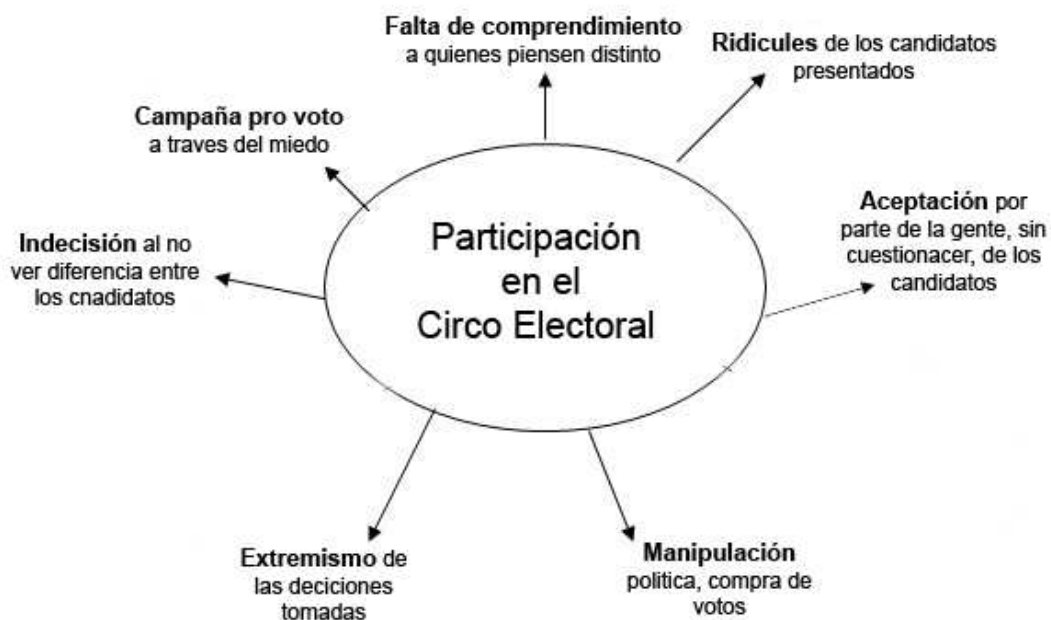 Falta de comprendimiento
a quienes piensen distinto
Ridicules de los candidatos
presentados
Campaña pro voto
a traves del miedo
Aceptación por
parte de la gente, sin
cuestionacer, de los
candidatos
Indecisión al no
ver diferencia entre
los cnadidatos
Participación
en el
Circo Electoral
Extremismo de
las deciciones
tomadas
Manipulación
politica, compra de
votos